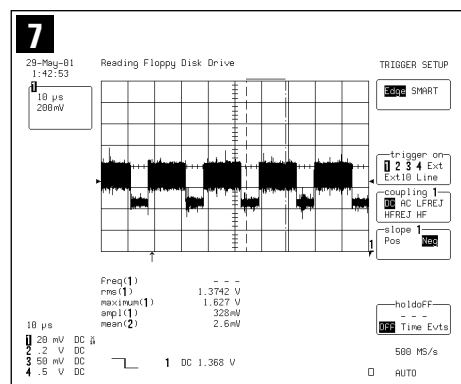 7
29-May-01
1:42:53
Reading Floppy Disk Drive
TRIGGER SETUP
1
10 µs
200mV
Edge SMART
trigger on
1 2 3 4 Ext
Ext10 Line
coupling 1
DC AC LFREJ
HFREJ HF
slope 1
Pos Neg
1
freq(1) - - -
rms(1) 1.3742 V
maximum(1) 1.627 V
ampl(1) 328mV
mean(2) 2.6mV
holdoff
- - -
OFF Time Evts
10 µs
1 20 mV DC
2 .2 V DC
3 50 mV DC
4 .5 V DC
1 DC 1.368 V
500 MS/s
AUTO